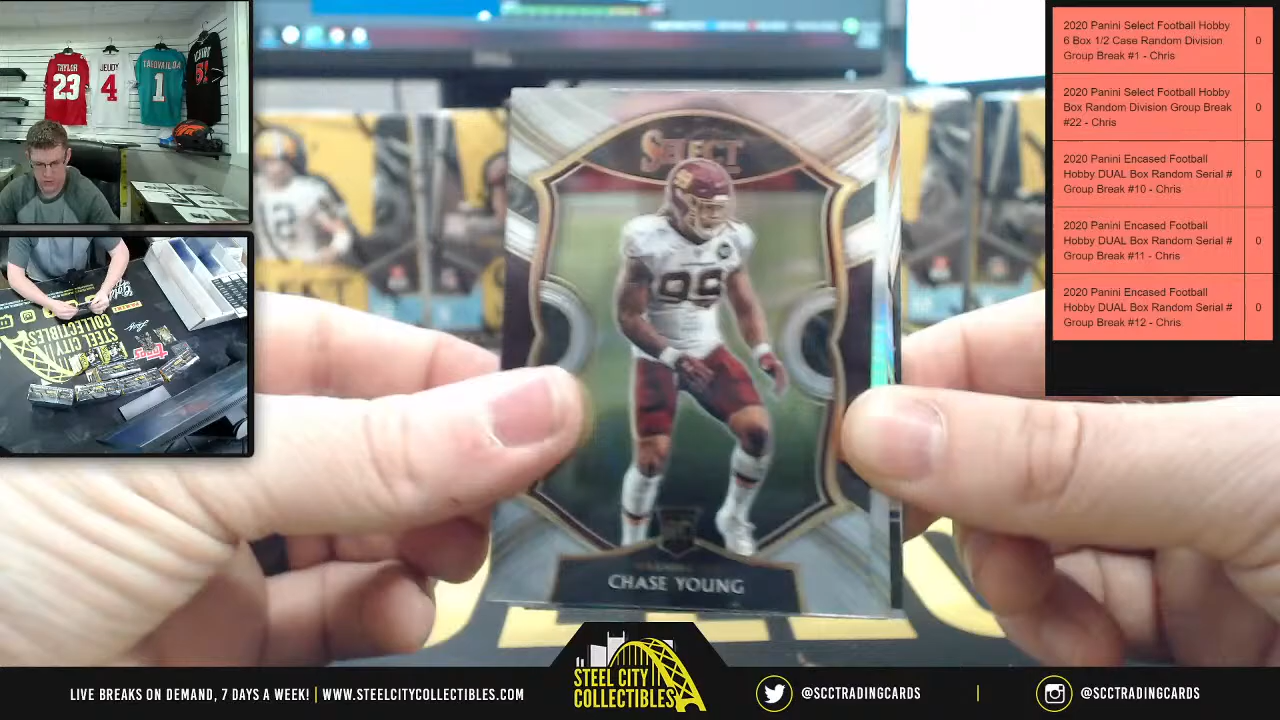 TAYLOR
23
JEUDY
4
TAGOVAILOA
1
51
STEEL CITY
COLLECTIBLES
Topps
12
SELECT
99
CHASE YOUNG
2020 Panini Select Football Hobby
6 Box 1/2 Case Random Division
Group Break #1 - Chris
0
2020 Panini Select Football Hobby
Box Random Division Group Break
#22 - Chris
0
2020 Panini Encased Football
Hobby DUAL Box Random Serial #
Group Break #10 - Chris
0
2020 Panini Encased Football
Hobby DUAL Box Random Serial #
Group Break #11 - Chris
0
2020 Panini Encased Football
Hobby DUAL Box Random Serial #
Group Break #12 - Chris
0
LIVE BREAKS ON DEMAND, 7 DAYS A WEEK! | WWW.STEELCITYCOLLECTIBLES.COM
STEEL CITY
COLLECTIBLES
@SCCTRADINGCARDS
@SCCTRADINGCARDS